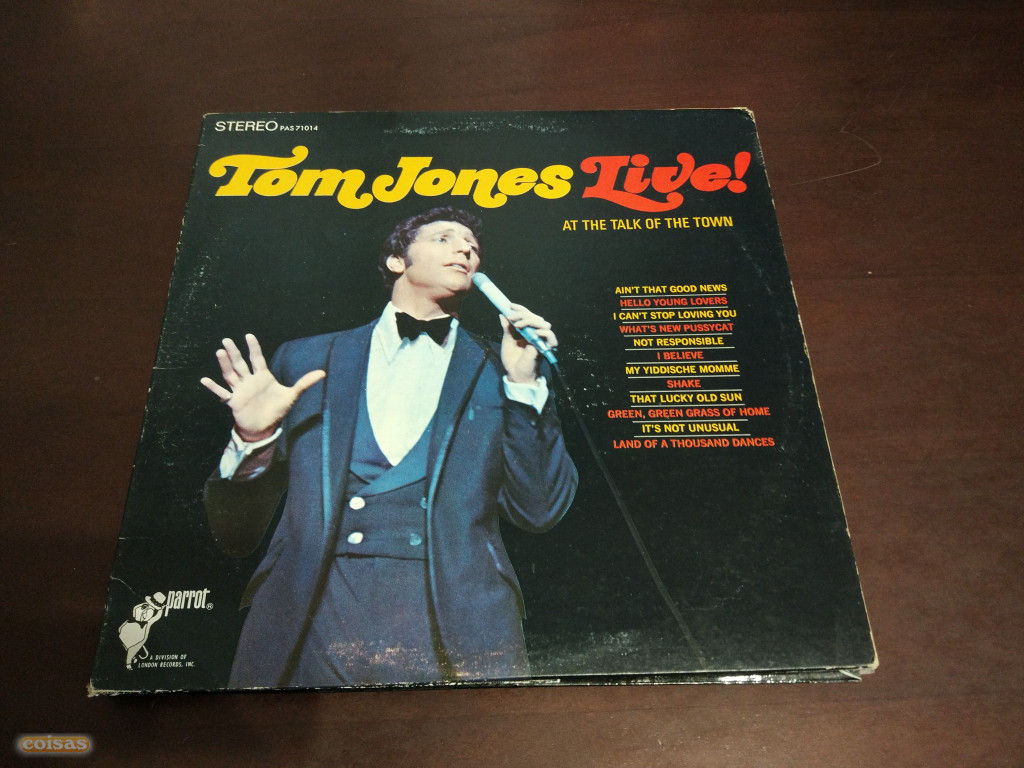 STEREO PAS 71014
Tom Jones Live!
AT THE TALK OF THE TOWN
AIN'T THAT GOOD NEWS
HELLO YOUNG LOVERS
I CAN'T STOP LOVING YOU
WHAT'S NEW PUSSYCAT
NOT RESPONSIBLE
I BELIEVE
MY YIDDISCHE MOMME
SHAKE
THAT LUCKY OLD SUN
GREEN, GREEN GRASS OF HOME
IT'S NOT UNUSUAL
LAND OF A THOUSAND DANCES
parrot®
A DIVISION OF
LONDON RECORDS, INC.
coisas